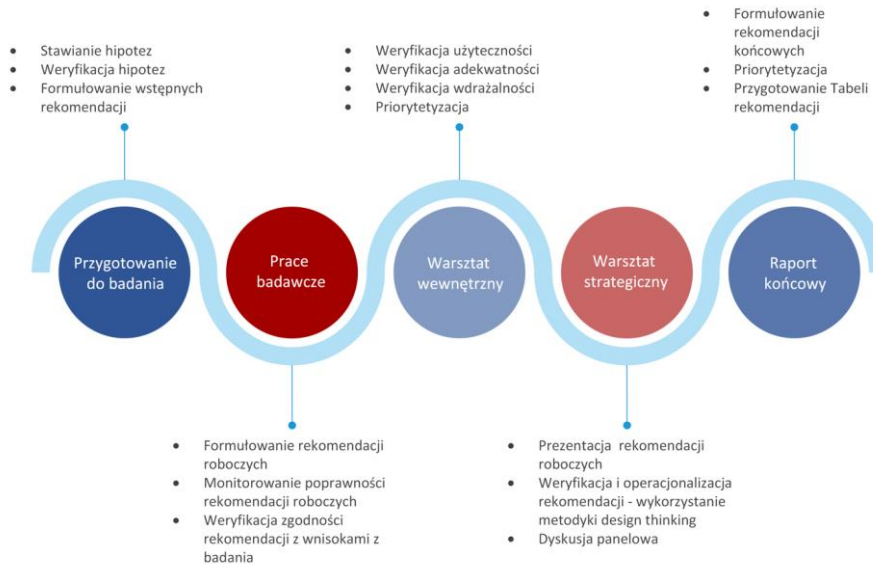 Stawianie hipotez
Weryfikacja hipotez
Formułowanie wstępnych
rekomendacji
Weryfikacja użyteczności
Weryfikacja adekwatności
Weryfikacja wdrażalności
Priorytetyzacja
Formułowanie
rekomendacji
końcowych
Priorytetyzacja
Przygotowanie Tabeli
rekomendacji
Przygotowanie
do badania
Prace
badawcze
Warsztat
wewnętrzny
Warsztat
strategiczny
Raport
końcowy
Formułowanie rekomendacji
roboczych
Monitorowanie poprawności
rekomendacji roboczych
Weryfikacja zgodności
rekomendacji z wnisokami z
badania
Prezentacja rekomendacji
roboczych
Weryfikacja i operacjonalizacja
rekomendacji - wykorzystanie
metodyki design thinking
Dyskusja panelowa